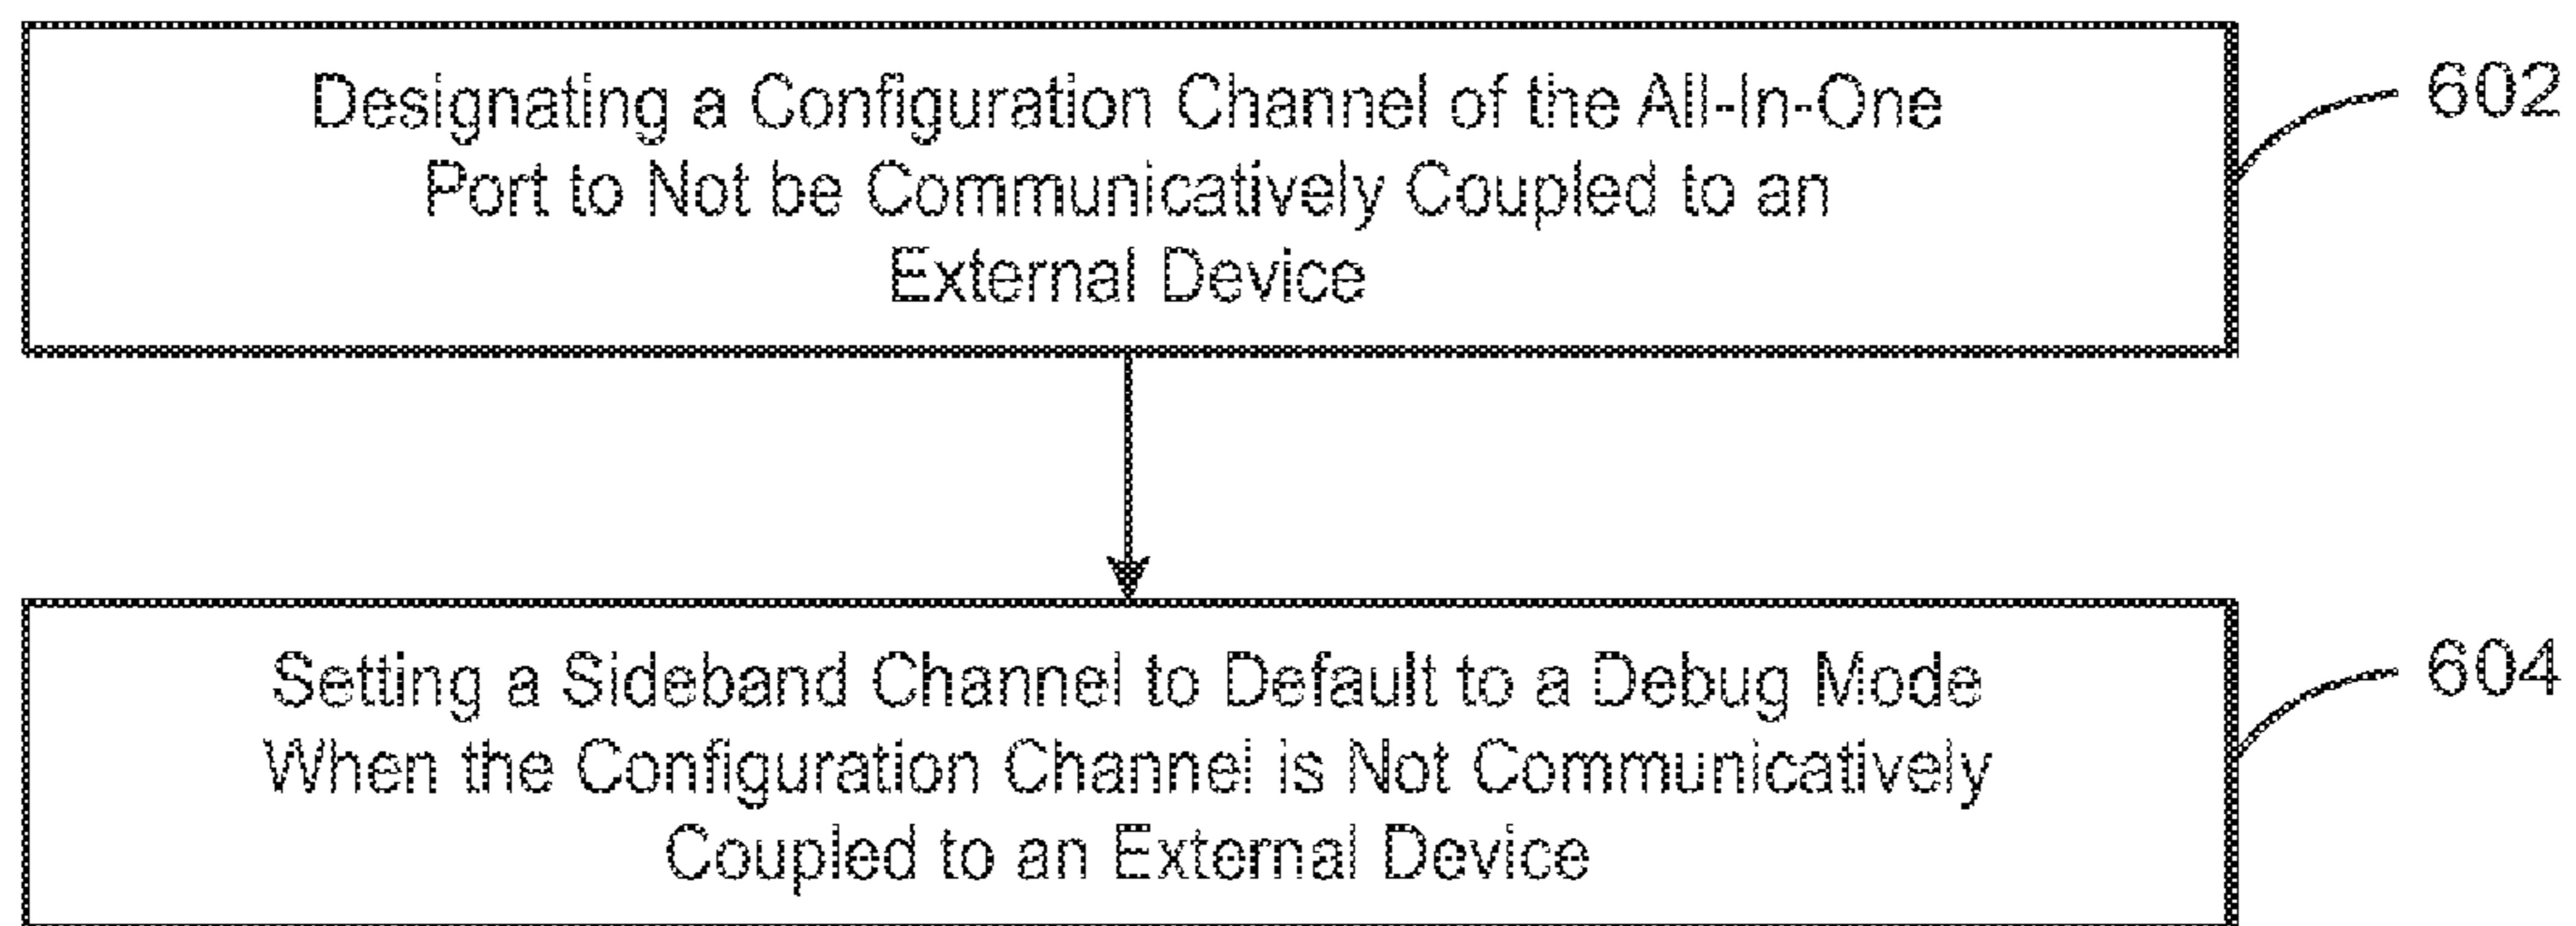 Designating a Configuration Channel of the All-In-One
Port to Not be Communicatively Coupled to an
External Device
602
Setting a Sideband Channel to Default to a Debug Mode
When the Configuration Channel is Not Communicatively
Coupled to an External Device
604